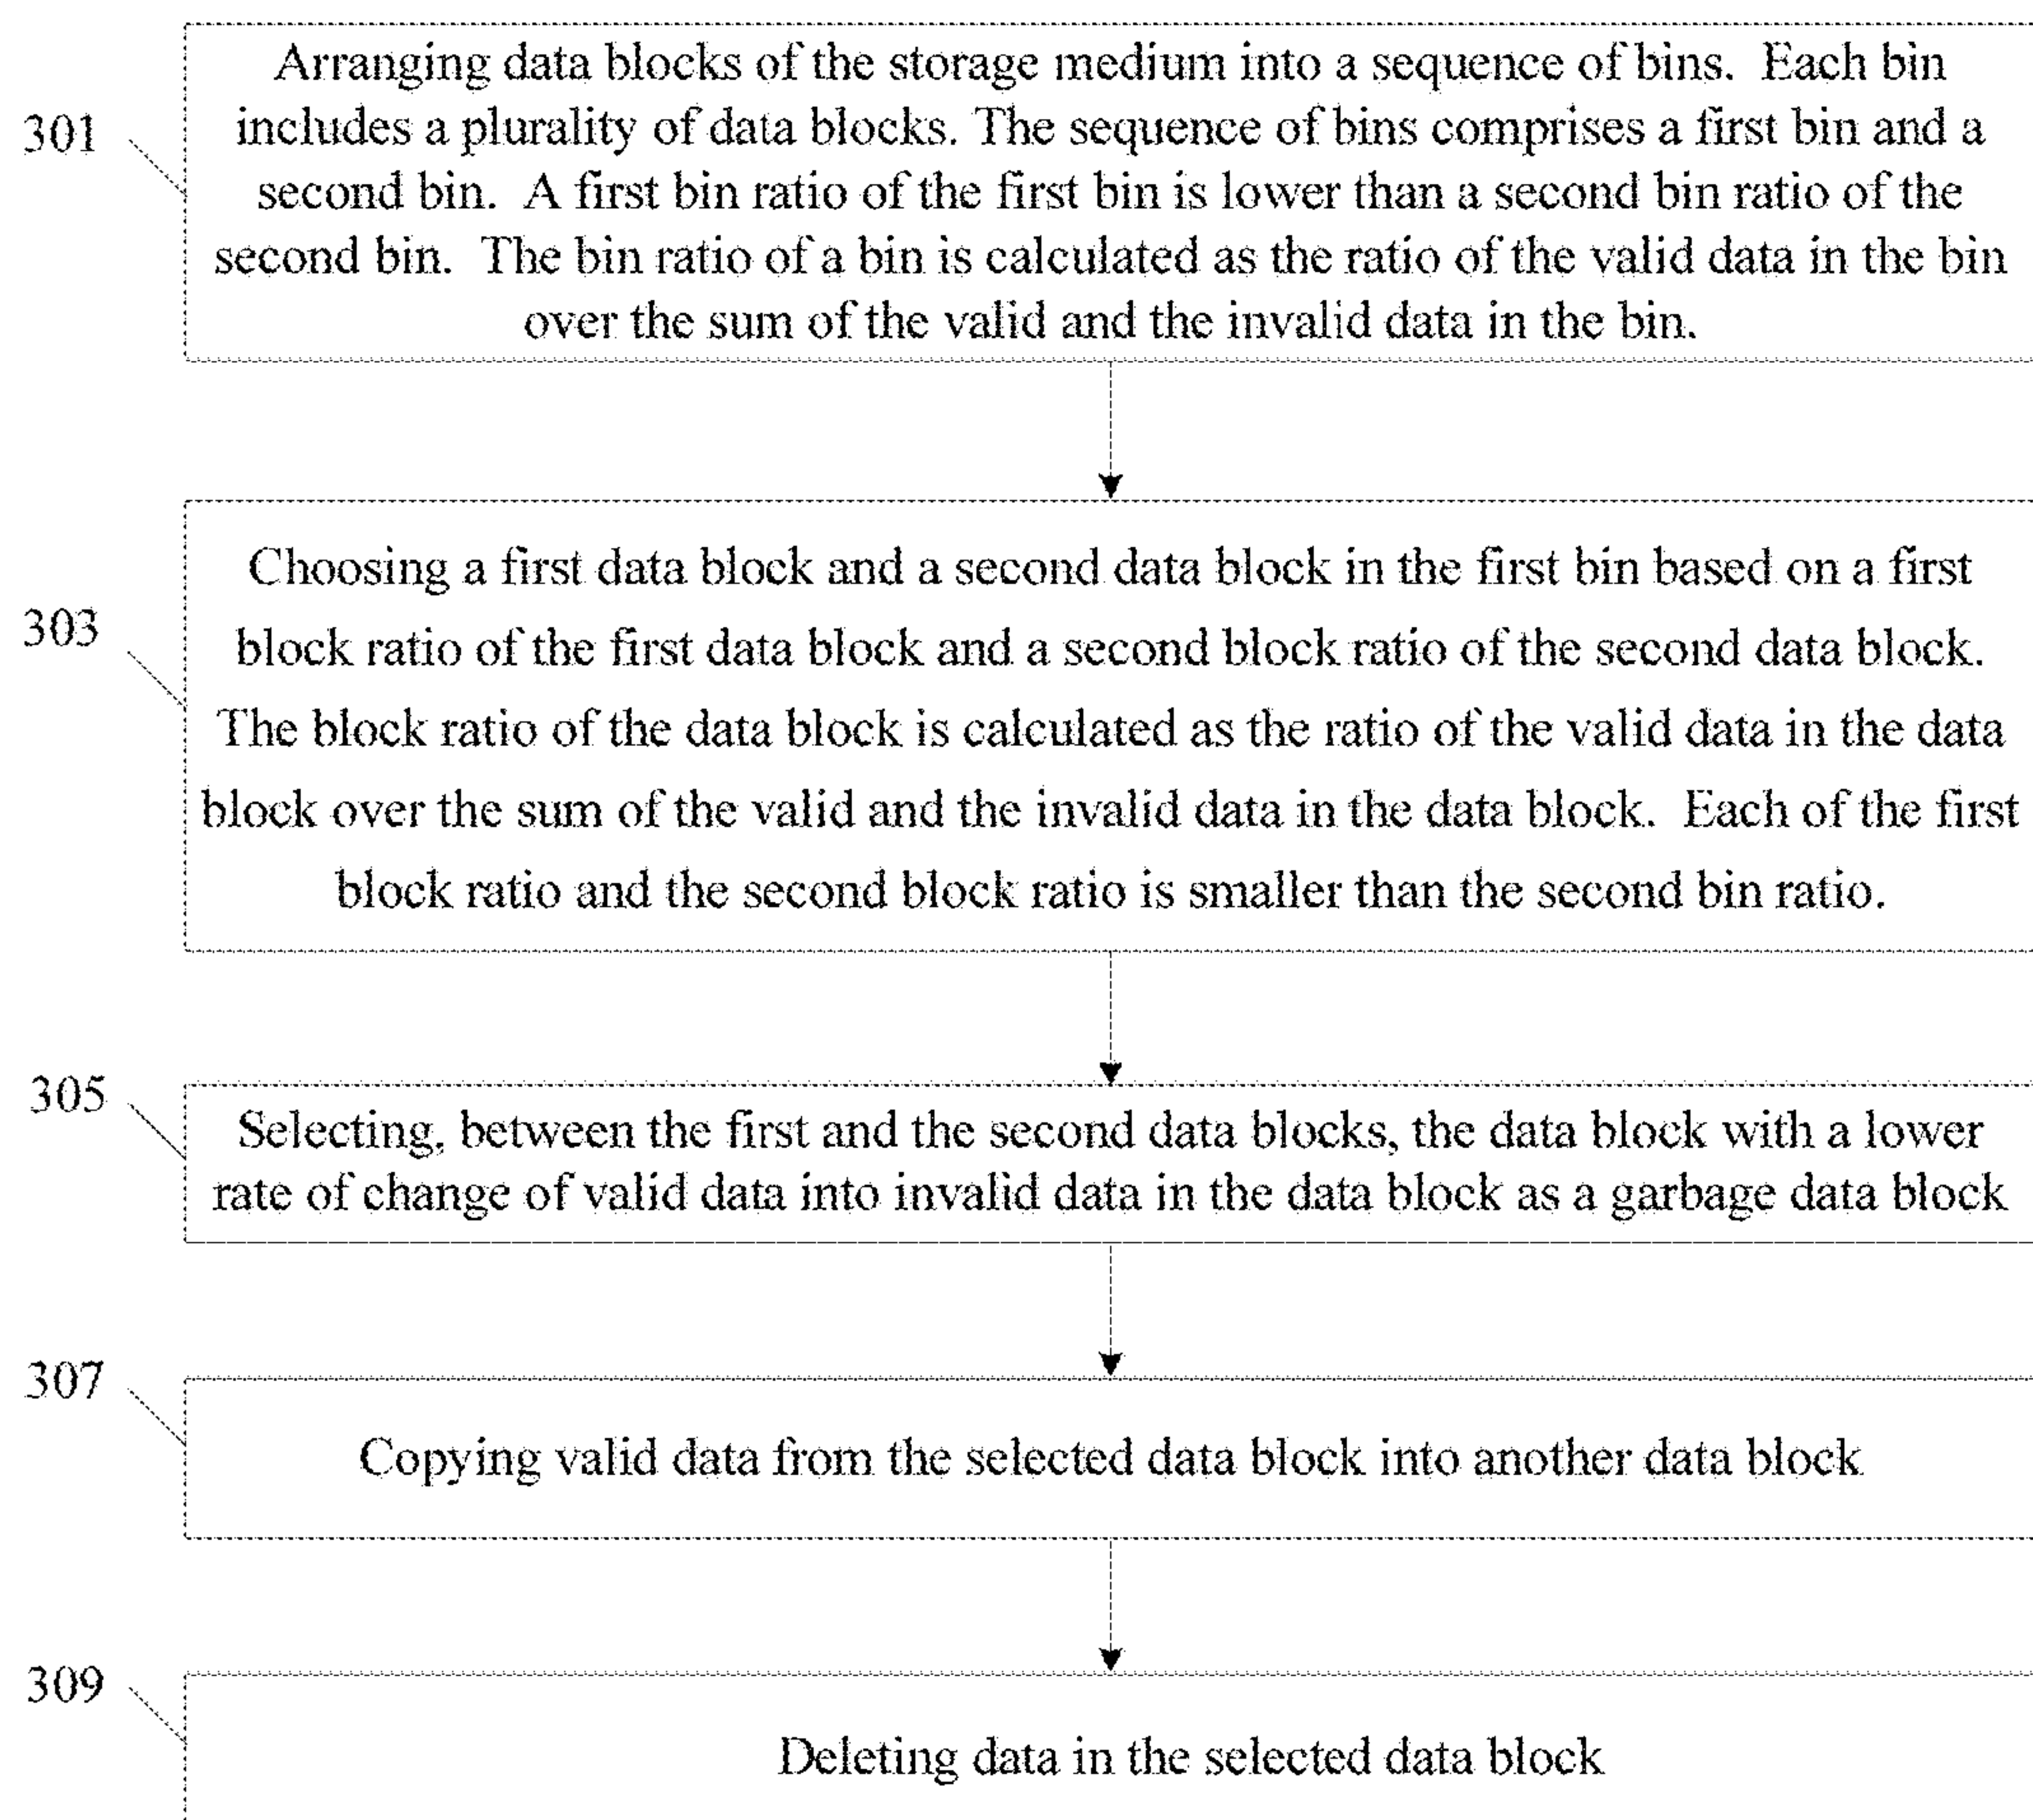 301
Arranging data blocks of the storage medium into a sequence of bins. Each bin
includes a plurality of data blocks. The sequence of bins comprises a first bin and a
second bin. A first bin ratio of the first bin is lower than a second bin ratio of the
second bin. The bin ratio of a bin is calculated as the ratio of the valid data in the bin
over the sum of the valid and the invalid data in the bin.
303
Choosing a first data block and a second data block in the first bin based on a first
block ratio of the first data block and a second block ratio of the second data block.
The block ratio of the data block is calculated as the ratio of the valid data in the data
block over the sum of the valid and the invalid data in the data block. Each of the first
block ratio and the second block ratio is smaller than the second bin ratio.
305
Selecting, between the first and the second data blocks, the data block with a lower
rate of change of valid data into invalid data in the data block as a garbage data block
307
Copying valid data from the selected data block into another data block
309
Deleting data in the selected data block